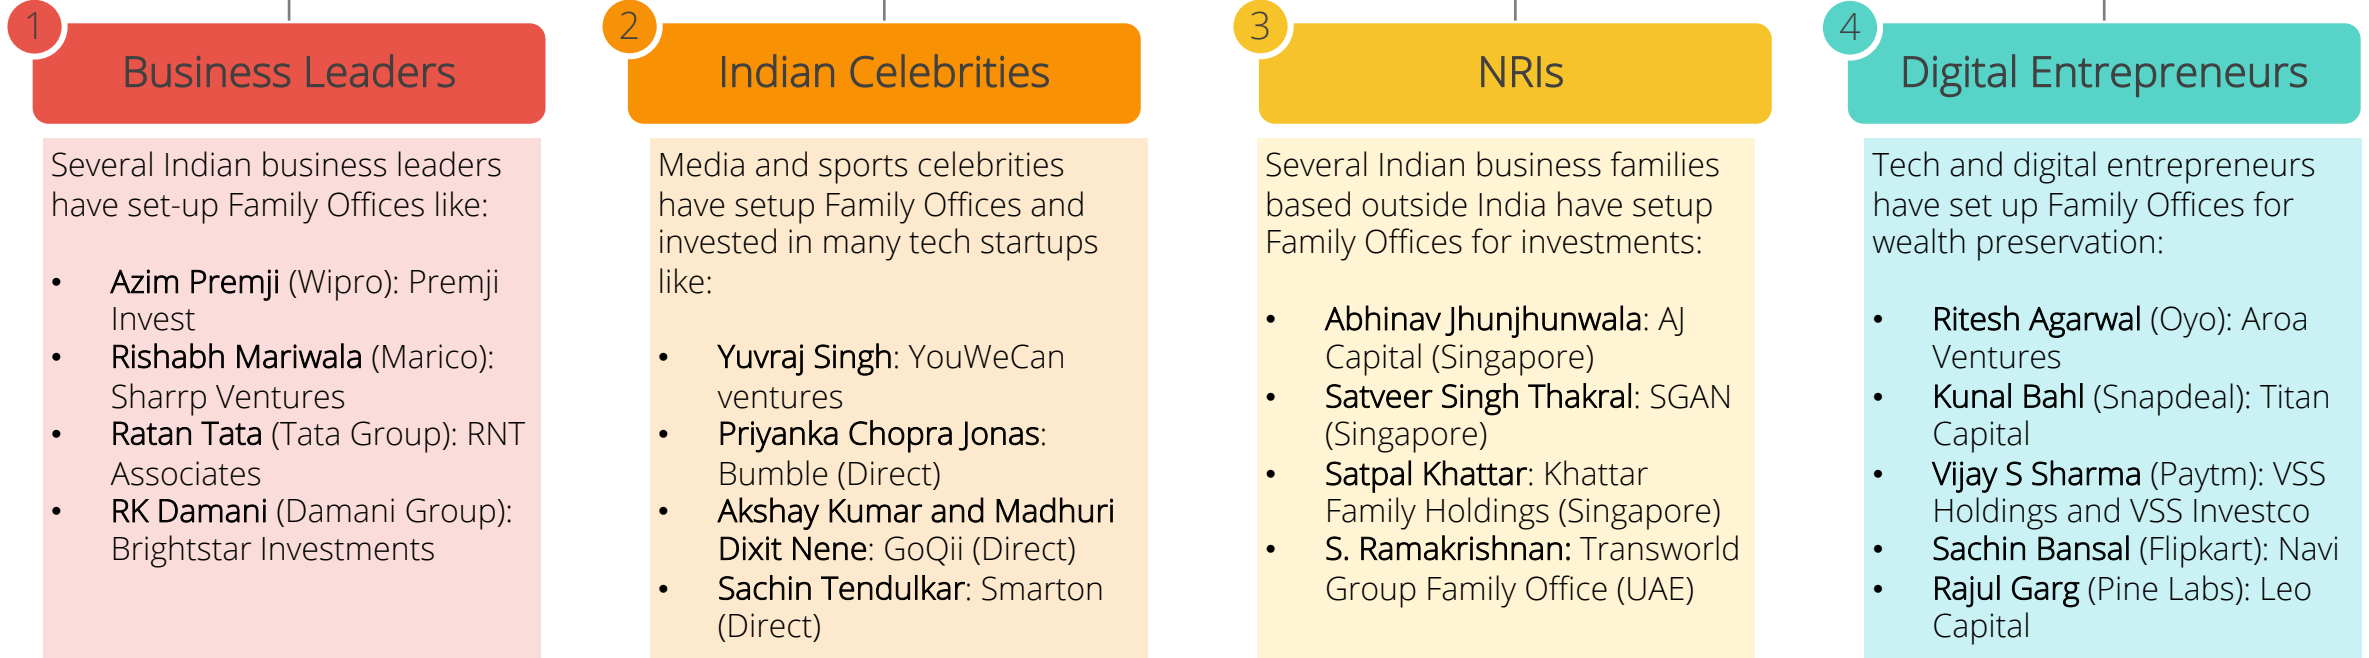 1
Business Leaders
Several Indian business leaders
have set-up Family Offices like:
• Azim Premji (Wipro): Premji
Invest
• Rishabh Mariwala (Marico):
Sharrp Ventures
• Ratan Tata (Tata Group): RNT
Associates
• RK Damani (Damani Group):
Brightstar Investments
2
Indian Celebrities
Media and sports celebrities
have setup Family Offices and
invested in many tech startups
like:
• Yuvraj Singh: YouWeCan
ventures
• Priyanka Chopra Jonas:
Bumble (Direct)
• Akshay Kumar and Madhuri
Dixit Nene: GoQii (Direct)
• Sachin Tendulkar: Smarton
(Direct)
3
NRIs
Several Indian business families
based outside India have setup
Family Offices for investments:
• Abhinav Jhunjhunwala: AJ
Capital (Singapore)
• Satveer Singh Thakral: SGAN
(Singapore)
• Satpal Khattar: Khattar
Family Holdings (Singapore)
• S. Ramakrishnan: Transworld
Group Family Office (UAE)
4
Digital Entrepreneurs
Tech and digital entrepreneurs
have set up Family Offices for
wealth preservation:
• Ritesh Agarwal (Oyo): Aroa
Ventures
• Kunal Bahl (Snapdeal): Titan
Capital
• Vijay S Sharma (Paytm): VSS
Holdings and VSS Investco
• Sachin Bansal (Flipkart): Navi
• Rajul Garg (Pine Labs): Leo
Capital